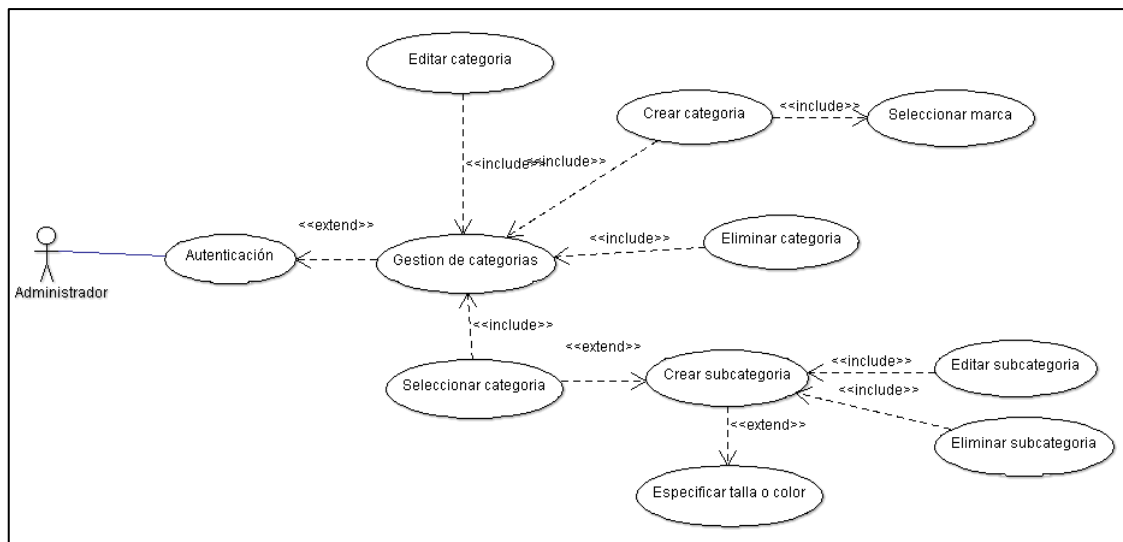 Editar categoria
Crear categoria
<<include>>
Seleccionar marca
<<include>>
<<include>>
<<extend>>
<<include>>
Eliminar categoria
Autenticación
Gestion de categorias
Administrador
<<include>>
<<extend>>
Seleccionar categoria
Crear subcategoria
<<include>>
Editar subcategoria
<<include>>
<<extend>>
Eliminar subcategoria
Especificar talla o color